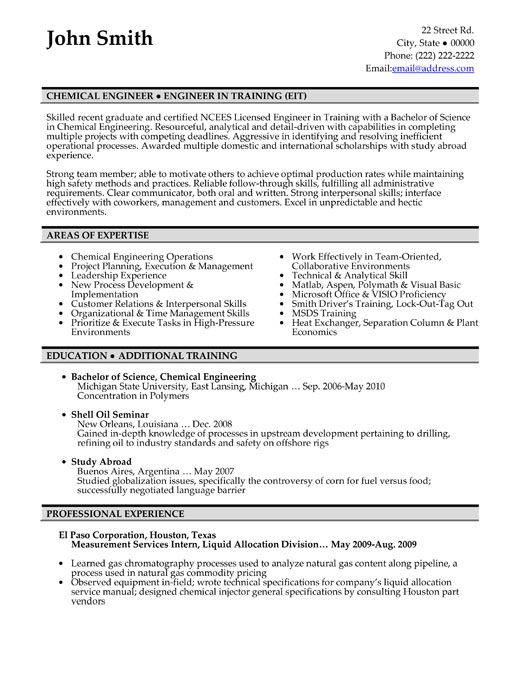 John Smith
22 Street Rd.
City, State ● 00000
Phone: (222) 222-2222
Email:email@address.com
CHEMICAL ENGINEER ● ENGINEER IN TRAINING (EIT)
Skilled recent graduate and certified NCEES Licensed Engineer in Training with a Bachelor of Science
in Chemical Engineering. Resourceful, analytical and detail-driven with capabilities in completing
multiple projects with competing deadlines. Aggressive in identifying and resolving inefficient
operational processes. Awarded multiple domestic and international scholarships with study abroad
experience.
Strong team member; able to motivate others to achieve optimal production rates while maintaining
high safety methods and practices. Reliable follow-through skills, fulfilling all administrative
requirements. Clear communicator, both oral and written. Strong interpersonal skills; interface
effectively with coworkers, management and customers. Excel in unpredictable and hectic
environments.
AREAS OF EXPERTISE
• Chemical Engineering Operations
• Project Planning, Execution & Management
• Leadership Experience
• New Process Development &
Implementation
• Customer Relations & Interpersonal Skills
• Organizational & Time Management Skills
• Prioritize & Execute Tasks in High-Pressure
Environments
• Work Effectively in Team-Oriented,
Collaborative Environments
• Technical & Analytical Skill
• Matlab, Aspen, Polymath & Visual Basic
• Microsoft Office & VISIO Proficiency
• Smith Driver's Training, Lock-Out-Tag Out
• MSDS Training
• Heat Exchanger, Separation Column & Plant
Economics
EDUCATION ● ADDITIONAL TRAINING
• Bachelor of Science, Chemical Engineering
Michigan State University, East Lansing, Michigan … Sep. 2006-May 2010
Concentration in Polymers
• Shell Oil Seminar
New Orleans, Louisiana … Dec. 2008
Gained in-depth knowledge of processes in upstream development pertaining to drilling,
refining oil to industry standards and safety on offshore rigs
• Study Abroad
Buenos Aires, Argentina … May 2007
Studied globalization issues, specifically the controversy of corn for fuel versus food;
successfully negotiated language barrier
PROFESSIONAL EXPERIENCE
El Paso Corporation, Houston, Texas
Measurement Services Intern, Liquid Allocation Division… May 2009-Aug. 2009
• Learned gas chromatography processes used to analyze natural gas content along pipeline, a
process used in natural gas commodity pricing
• Observed equipment in-field; wrote technical specifications for company's liquid allocation
service manual; designed chemical injector general specifications by consulting Houston part
vendors